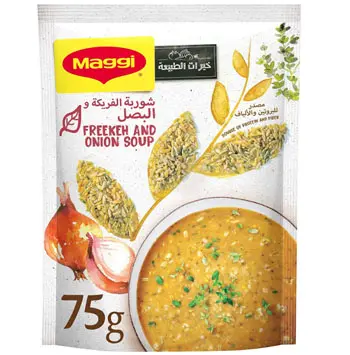 Maggi
خيرات الطبيعة
شوربة الفريكة و
البصل
FREEKEH AND
ONION SOUP
مصدر
للبروتين والألياف
SOURCE OF PROTEIN AND FIBER
75g